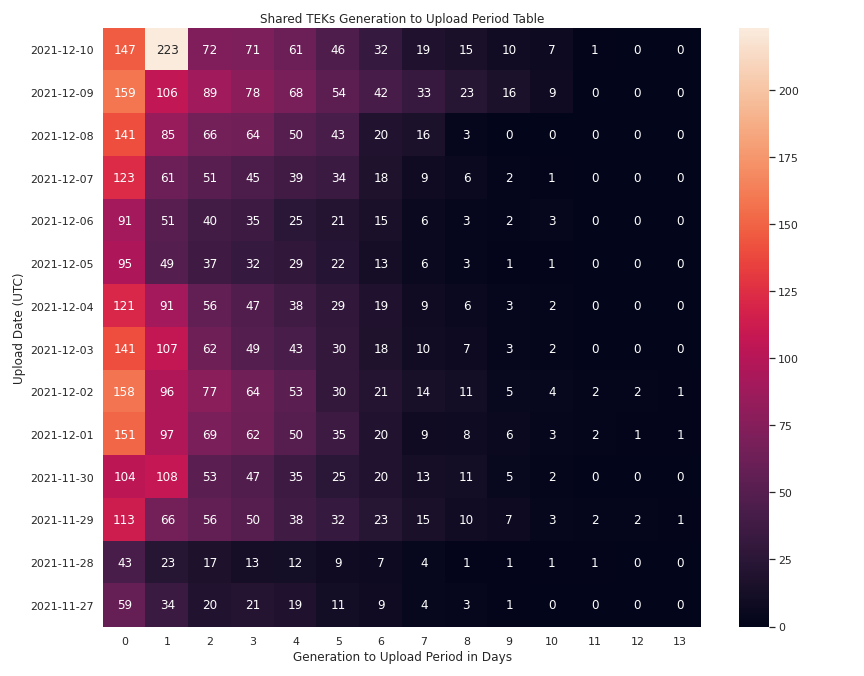 Shared TEKs Generation to Upload Period Table
2021-12-10 147 223 72 71 61 46 32 19 15 10 7 1 0 0
2021-12-09 159 106 89 78 68 54 42 33 23 16 9 0 0 0
2021-12-08 141 85 66 64 50 43 20 16 3 0 0 0 0 0
2021-12-07 123 61 51 45 39 34 18 9 6 2 1 0 0 0
2021-12-06 91 51 40 35 25 21 15 6 3 2 3 0 0 0
2021-12-05 95 49 37 32 29 22 13 6 3 1 1 0 0 0
2021-12-04 121 91 56 47 38 29 19 9 6 3 2 0 0 0
2021-12-03 141 107 62 49 43 30 18 10 7 3 2 0 0 0
2021-12-02 158 96 77 64 53 30 21 14 11 5 4 2 2 1
2021-12-01 151 97 69 62 50 35 20 9 8 6 3 2 1 1
2021-11-30 104 108 53 47 35 25 20 13 11 5 2 0 0 0
2021-11-29 113 66 56 50 38 32 23 15 10 7 3 2 2 1
2021-11-28 43 23 17 13 12 9 7 4 1 1 1 1 0 0
2021-11-27 59 34 20 21 19 11 9 4 3 1 0 0 0 0
0 1 2 3 4 5 6 7 8 9 10 11 12 13
Generation to Upload Period in Days
Upload Date (UTC)
200
175
150
125
100
75
50
25
0